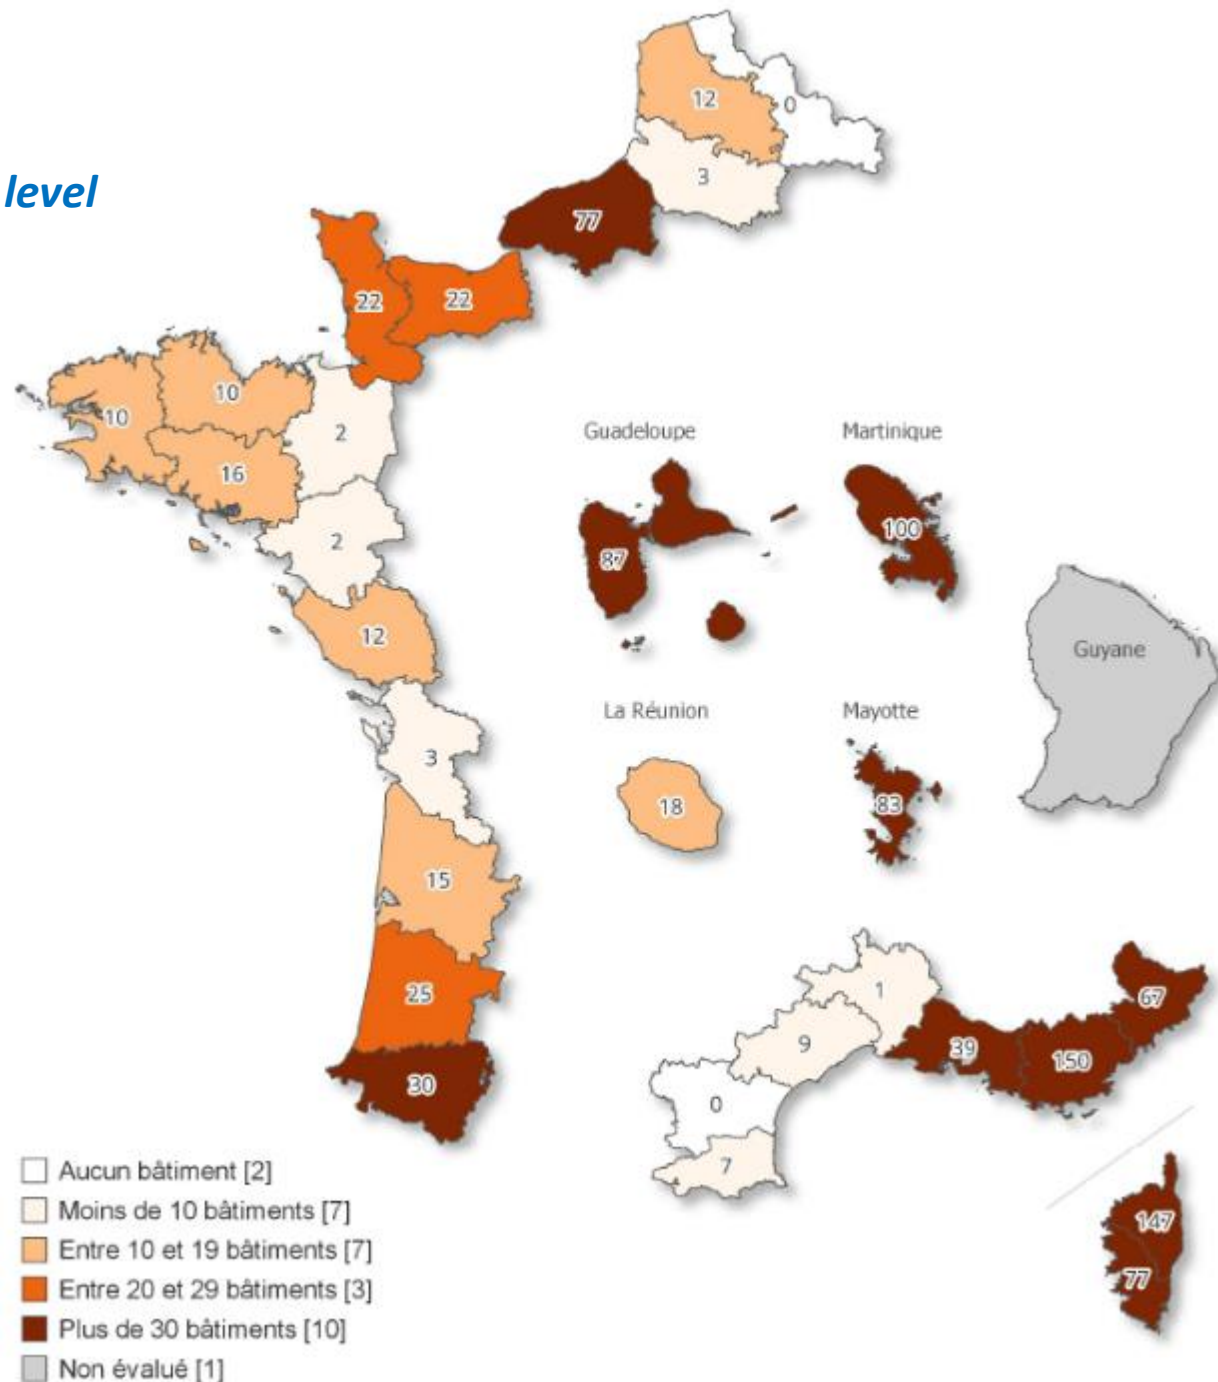 12
0
3
level
77
22
22
10
10
2
16
2
Guadeloupe
Martinique
87
100
12
Guyane
La Réunion
Mayotte
3
18
83
15
25
30
1
67
9
39
150
0
7
147
77
Aucun bâtiment [2]
Moins de 10 bâtiments [7]
Entre 10 et 19 bâtiments [7]
Entre 20 et 29 bâtiments [3]
Plus de 30 bâtiments [10]
Non évalué [1]